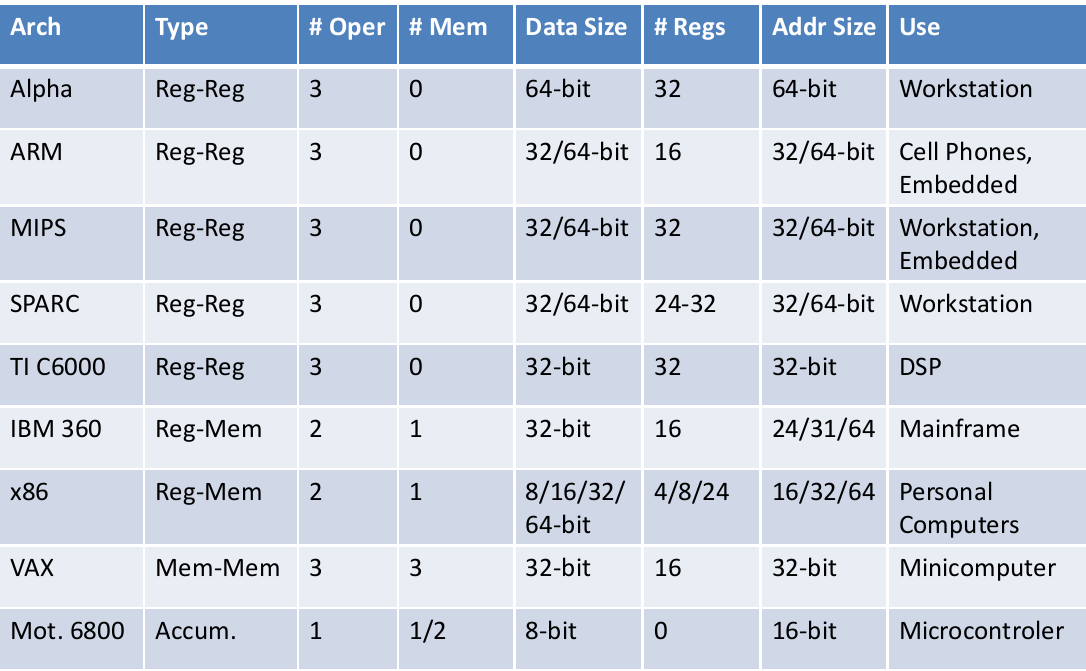 Arch Type # Oper # Mem Data Size # Regs Addr Size Use
Alpha Reg-Reg 3 0 64-bit 32 64-bit Workstation
ARM Reg-Reg 3 0 32/64-bit 16 32/64-bit Cell Phones,
Embedded
MIPS Reg-Reg 3 0 32/64-bit 32 32/64-bit Workstation,
Embedded
SPARC Reg-Reg 3 0 32/64-bit 24-32 32/64-bit Workstation
TI C6000 Reg-Reg 3 0 32-bit 32 32-bit DSP
IBM 360 Reg-Mem 2 1 32-bit 16 24/31/64 Mainframe
x86 Reg-Mem 2 1 8/16/32/ 4/8/24 16/32/64 Personal
64-bit Computers
VAX Mem-Mem 3 3 32-bit 16 32-bit Minicomputer
Mot. 6800 Accum. 1 1/2 8-bit 0 16-bit Microcontroler